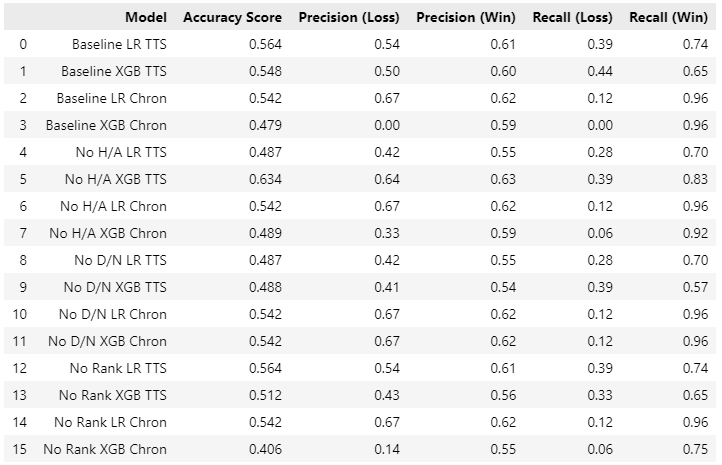 Model Accuracy Score Precision (Loss) Precision (Win) Recall (Loss) Recall (Win)
0 Baseline LR TTS 0.564 0.54 0.61 0.39 0.74
1 Baseline XGB TTS 0.548 0.50 0.60 0.44 0.65
2 Baseline LR Chron 0.542 0.67 0.62 0.12 0.96
3 Baseline XGB Chron 0.479 0.00 0.59 0.00 0.96
4 No H/A LR TTS 0.487 0.42 0.55 0.28 0.70
5 No H/A XGB TTS 0.634 0.64 0.63 0.39 0.83
6 No H/A LR Chron 0.542 0.67 0.62 0.12 0.96
7 No H/A XGB Chron 0.489 0.33 0.59 0.06 0.92
8 No D/N LR TTS 0.487 0.42 0.55 0.28 0.70
9 No D/N XGB TTS 0.488 0.41 0.54 0.39 0.57
10 No D/N LR Chron 0.542 0.67 0.62 0.12 0.96
11 No D/N XGB Chron 0.542 0.67 0.62 0.12 0.96
12 No Rank LR TTS 0.564 0.54 0.61 0.39 0.74
13 No Rank XGB TTS 0.512 0.43 0.56 0.33 0.65
14 No Rank LR Chron 0.542 0.67 0.62 0.12 0.96
15 No Rank XGB Chron 0.406 0.14 0.55 0.06 0.75